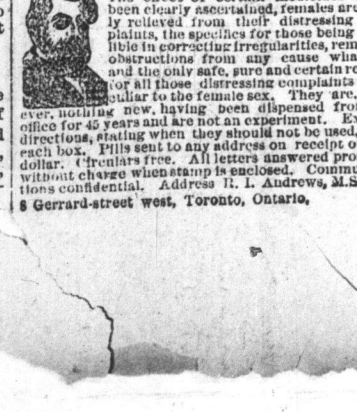 been clearly ascertained, females are
ly relieved from their distressing
plaints, the specifics for those being
lible in correcting irregularities, rem
obstructions from any cause wha
and the only safe, sure and certain re
for all those distressing complaints
culiar to the female sex. They are.
ever, nothing new, having been dispensed from
office for 45 years and are not an experiment. Ex
directions, stating when they should not be used,
each box. Pills sent to any address on receipt o
dollar. Circulars free. All letters answered pro
without charge when stamp is enclosed. Commu
tions confidential. Address R. I. Andrews, M.S
8 Gerrard-street west, Toronto, Ontario.